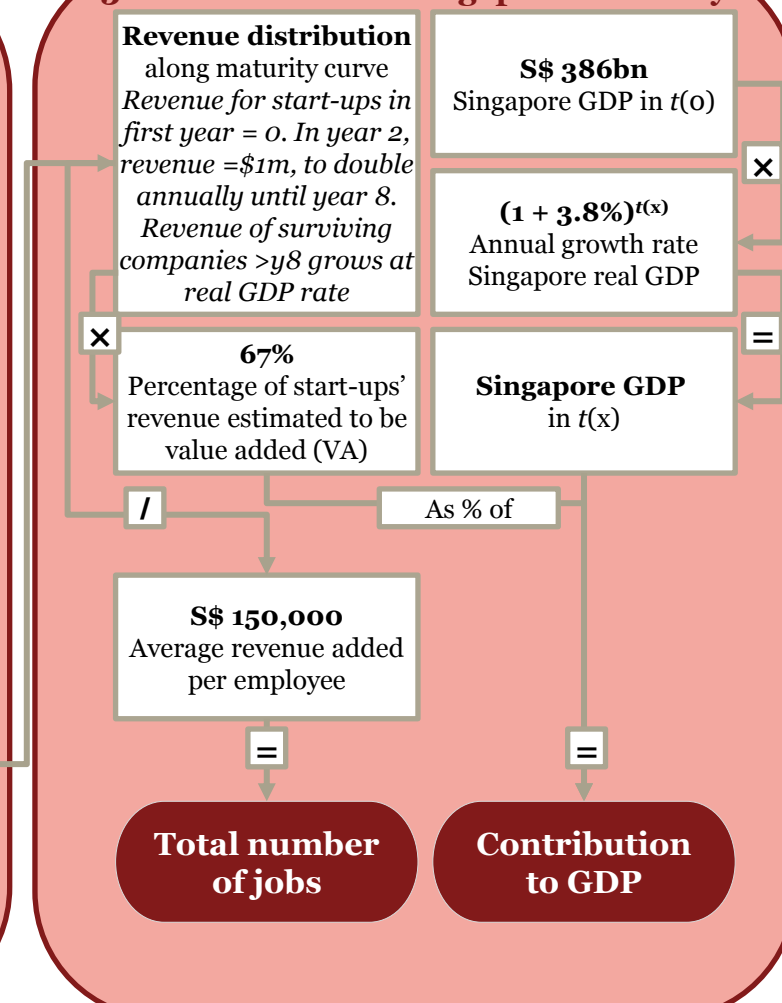 Revenue distribution
along maturity curve
Revenue for start-ups in
first year = 0. In year 2,
revenue =$1m, to double
annually until year 8.
Revenue of surviving
companies >y8 grows at
real GDP rate
S$ 386bn
Singapore GDP in t(0)
×
(1 + 3.8%)ᵗ⁽ˣ⁾
Annual growth rate
Singapore real GDP
×
=
67%
Percentage of start-ups’
revenue estimated to be
value added (VA)
Singapore GDP
in t(x)
/
As % of
S$ 150,000
Average revenue added
per employee
=
=
Total number
of jobs
Contribution
to GDP